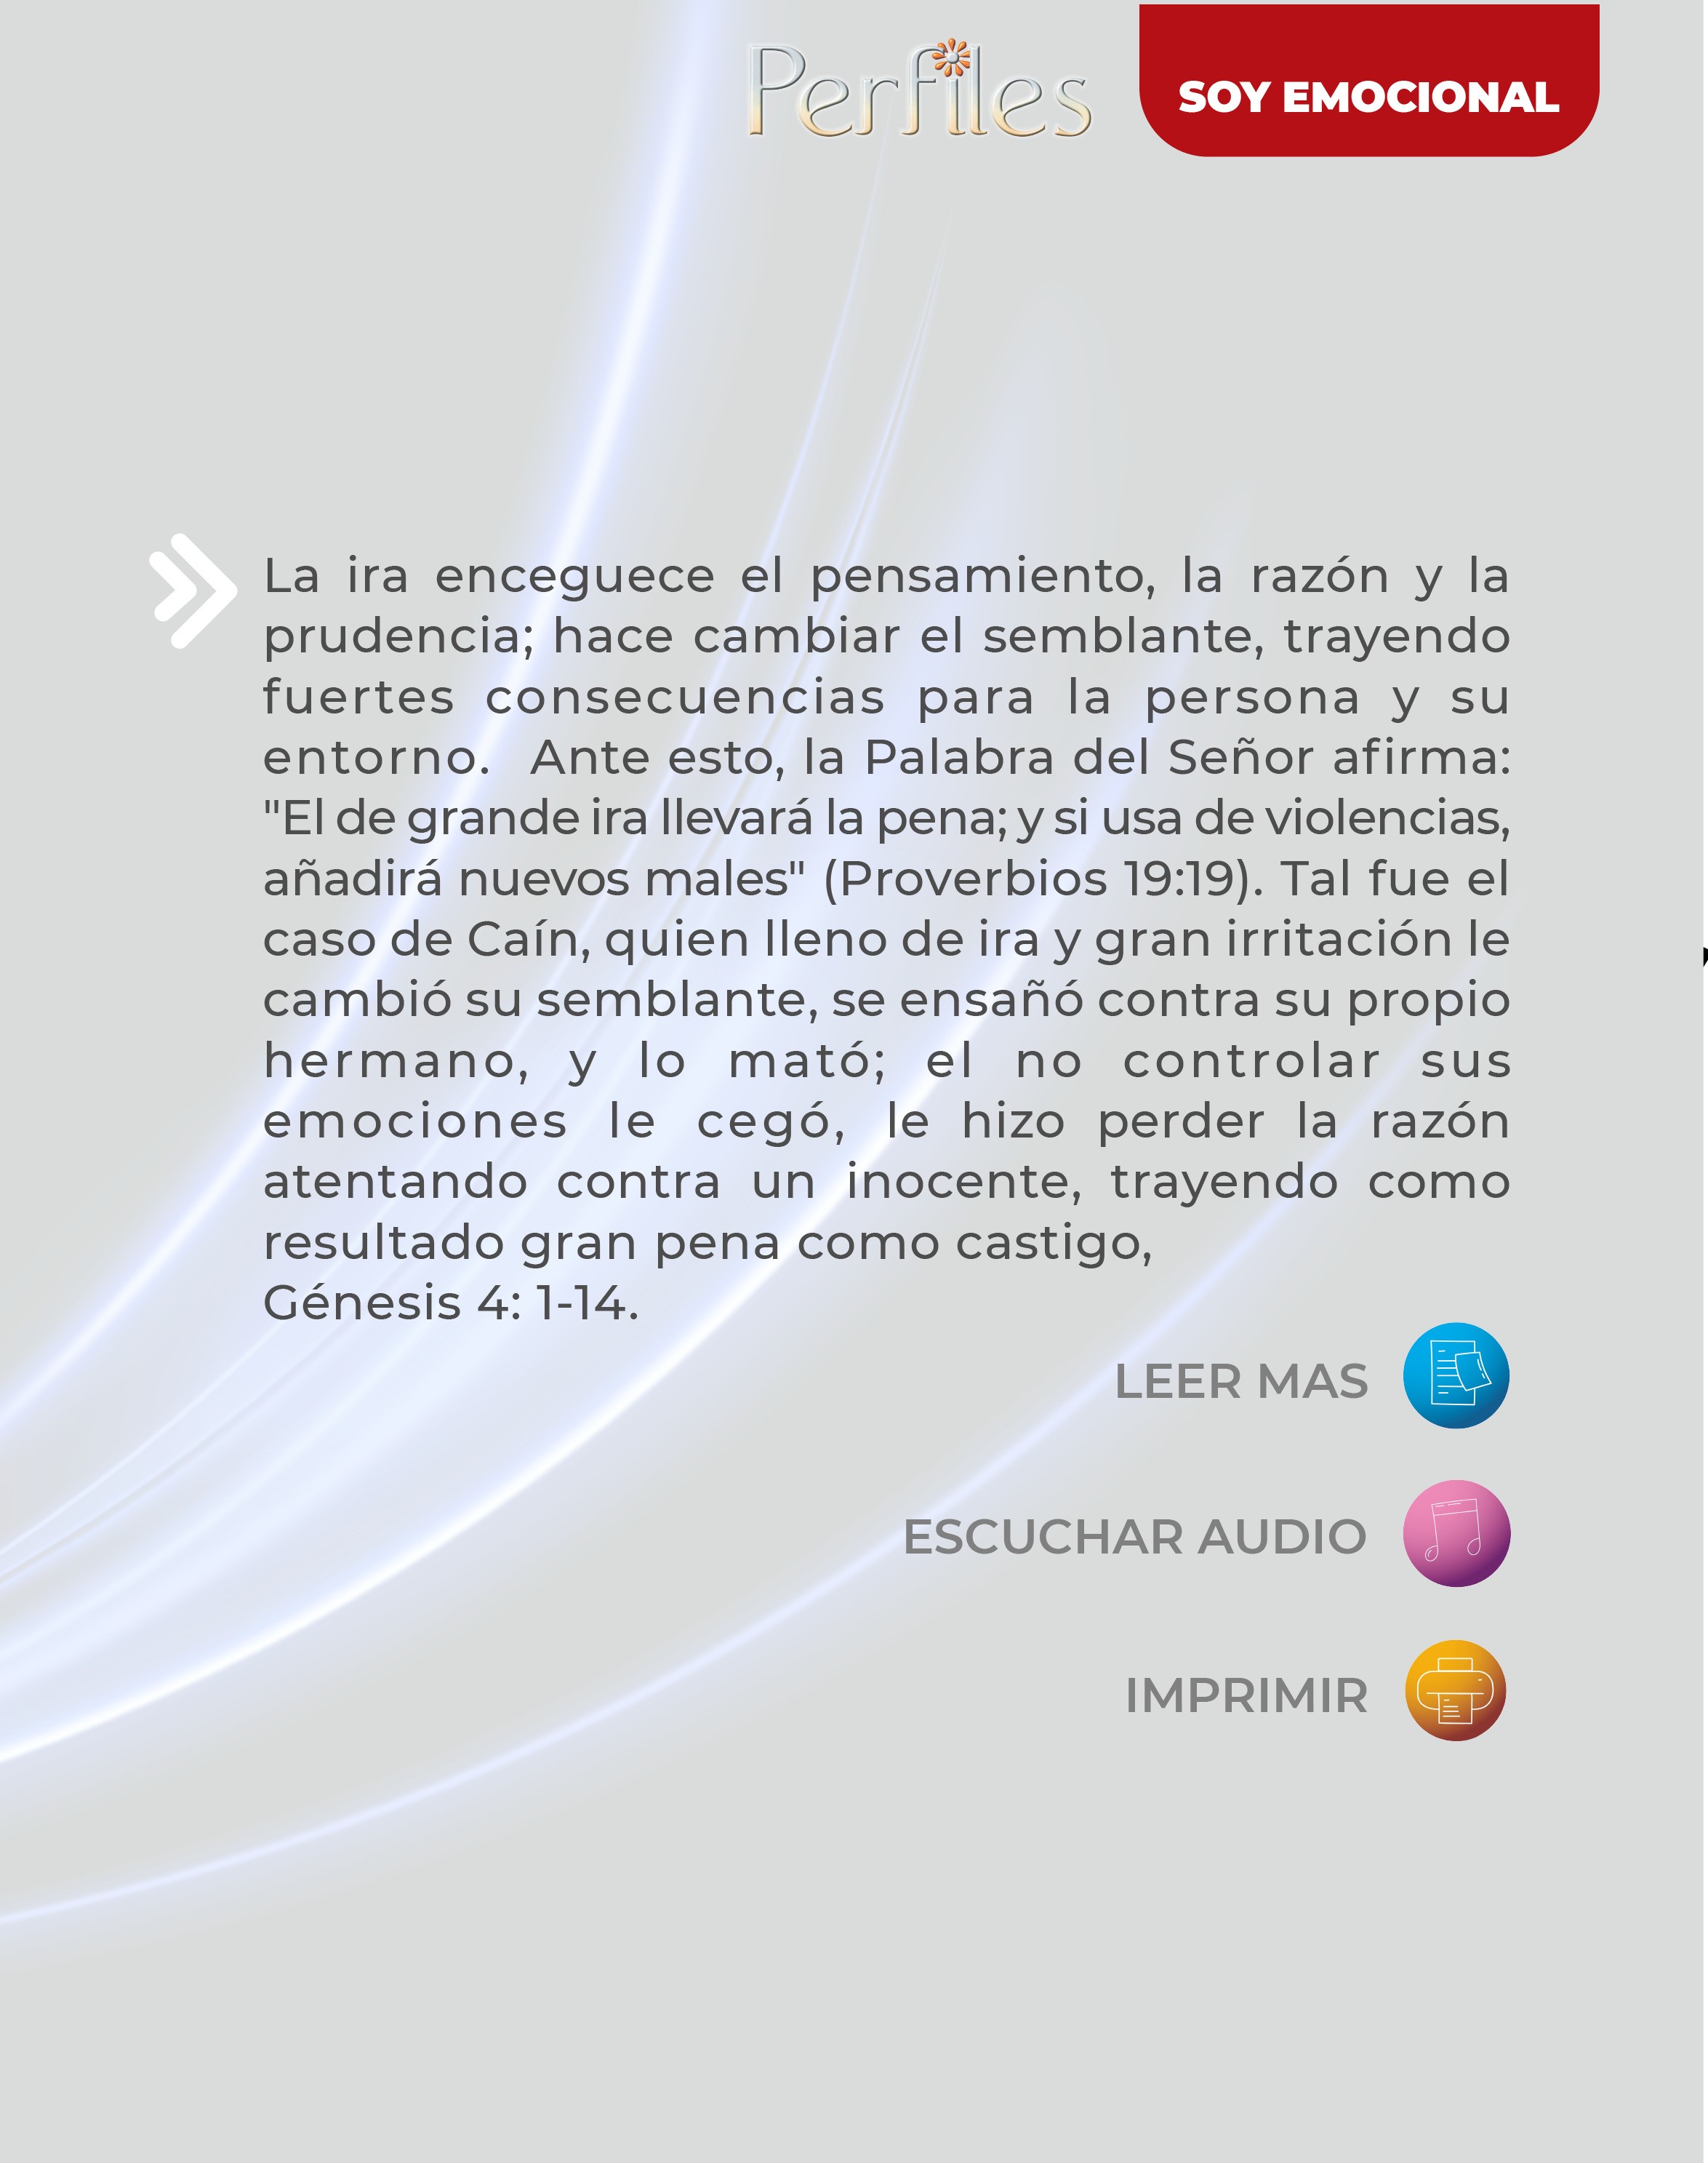 Perfiles
SOY EMOCIONAL
La ira enceguece el pensamiento, la razón y la
prudencia; hace cambiar el semblante, trayendo
fuertes consecuencias para la persona y su
entorno.  Ante esto, la Palabra del Señor afirma:
"El de grande ira llevará la pena; y si usa de violencias,
añadirá nuevos males" (Proverbios 19:19). Tal fue el
caso de Caín, quien lleno de ira y gran irritación le
cambió su semblante, se ensañó contra su propio
hermano, y lo mató; el no controlar sus
emociones le cegó, le hizo perder la razón
atentando contra un inocente, trayendo como
resultado gran pena como castigo,
Génesis 4: 1-14.
LEER MAS
ESCUCHAR AUDIO
IMPRIMIR